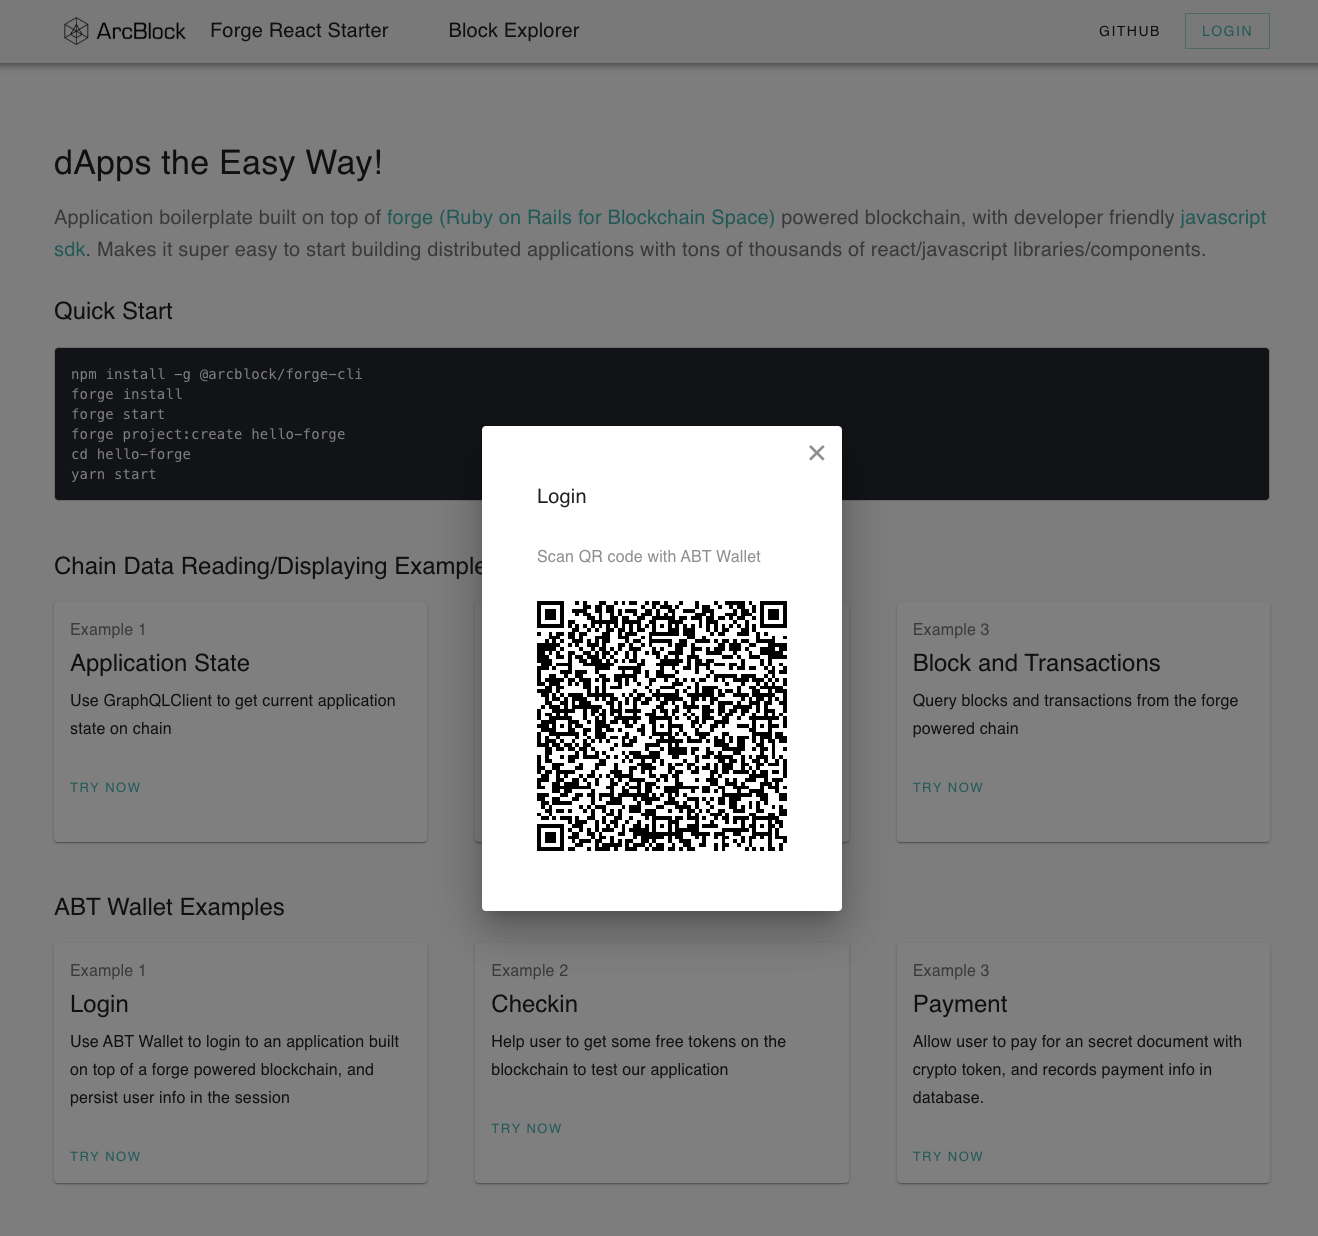 ArcBlock Forge React Starter Block Explorer GITHUB LOGIN
dApps the Easy Way!
Application boilerplate built on top of forge (Ruby on Rails for Blockchain Space) powered blockchain, with developer friendly javascript
sdk. Makes it super easy to start building distributed applications with tons of thousands of react/javascript libraries/components.
Quick Start
npm install -g @arcblock/forge-cli
forge install
forge start
forge project:create hello-forge
cd hello-forge
yarn start
Login
Scan QR code with ABT Wallet
Chain Data Reading/Displaying
Example 1
Application State
Use GraphQLClient to get current application
state on chain
TRY NOW
Example 3
Block and Transactions
Query blocks and transactions from the forge
powered chain
TRY NOW
ABT Wallet Examples
Example 1
Login
Use ABT Wallet to login to an application built
on top of a forge powered blockchain, and
persist user info in the session
TRY NOW
Example 2
Checkin
Help user to get some free tokens on the
blockchain to test our application
TRY NOW
Example 3
Payment
Allow user to pay for an secret document with
crypto token, and records payment info in
database.
TRY NOW